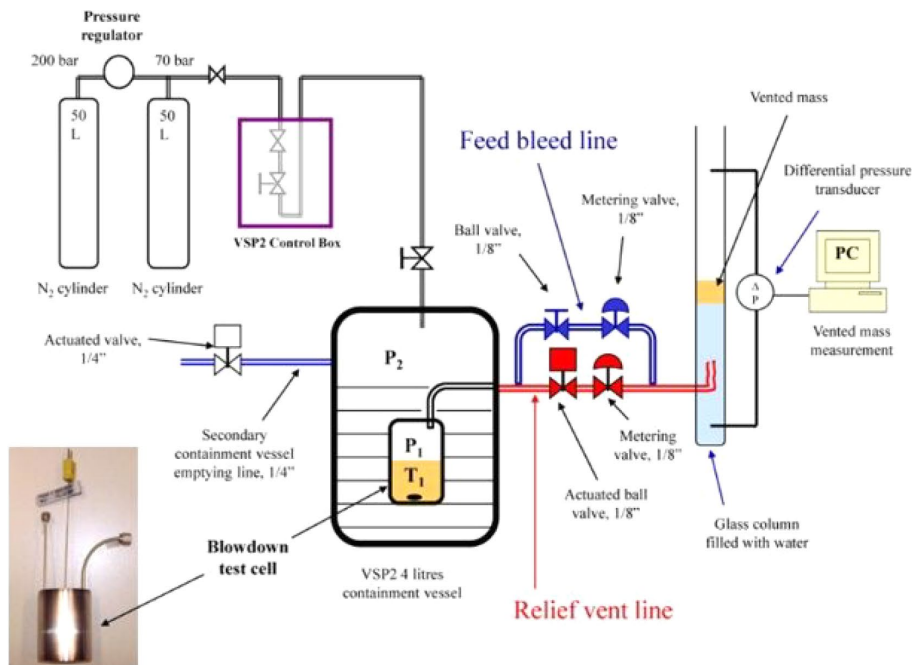 Pressure
regulator
200 bar
70 bar
50
L
50
L
N₂ cylinder
N₂ cylinder
VSP2 Control Box
Feed bleed line
Ball valve,
1/8”
Metering valve,
1/8”
Vented mass
Differential pressure
transducer
Δ
P
PC
Vented mass
measurement
Actuated valve,
1/4”
P₂
P₁
T₁
Secondary
containment vessel
emptying line, 1/4”
Metering
valve, 1/8”
Actuated ball
valve, 1/8”
Glass column
filled with water
Blowdown
test cell
VSP2 4 litres
containment vessel
Relief vent line